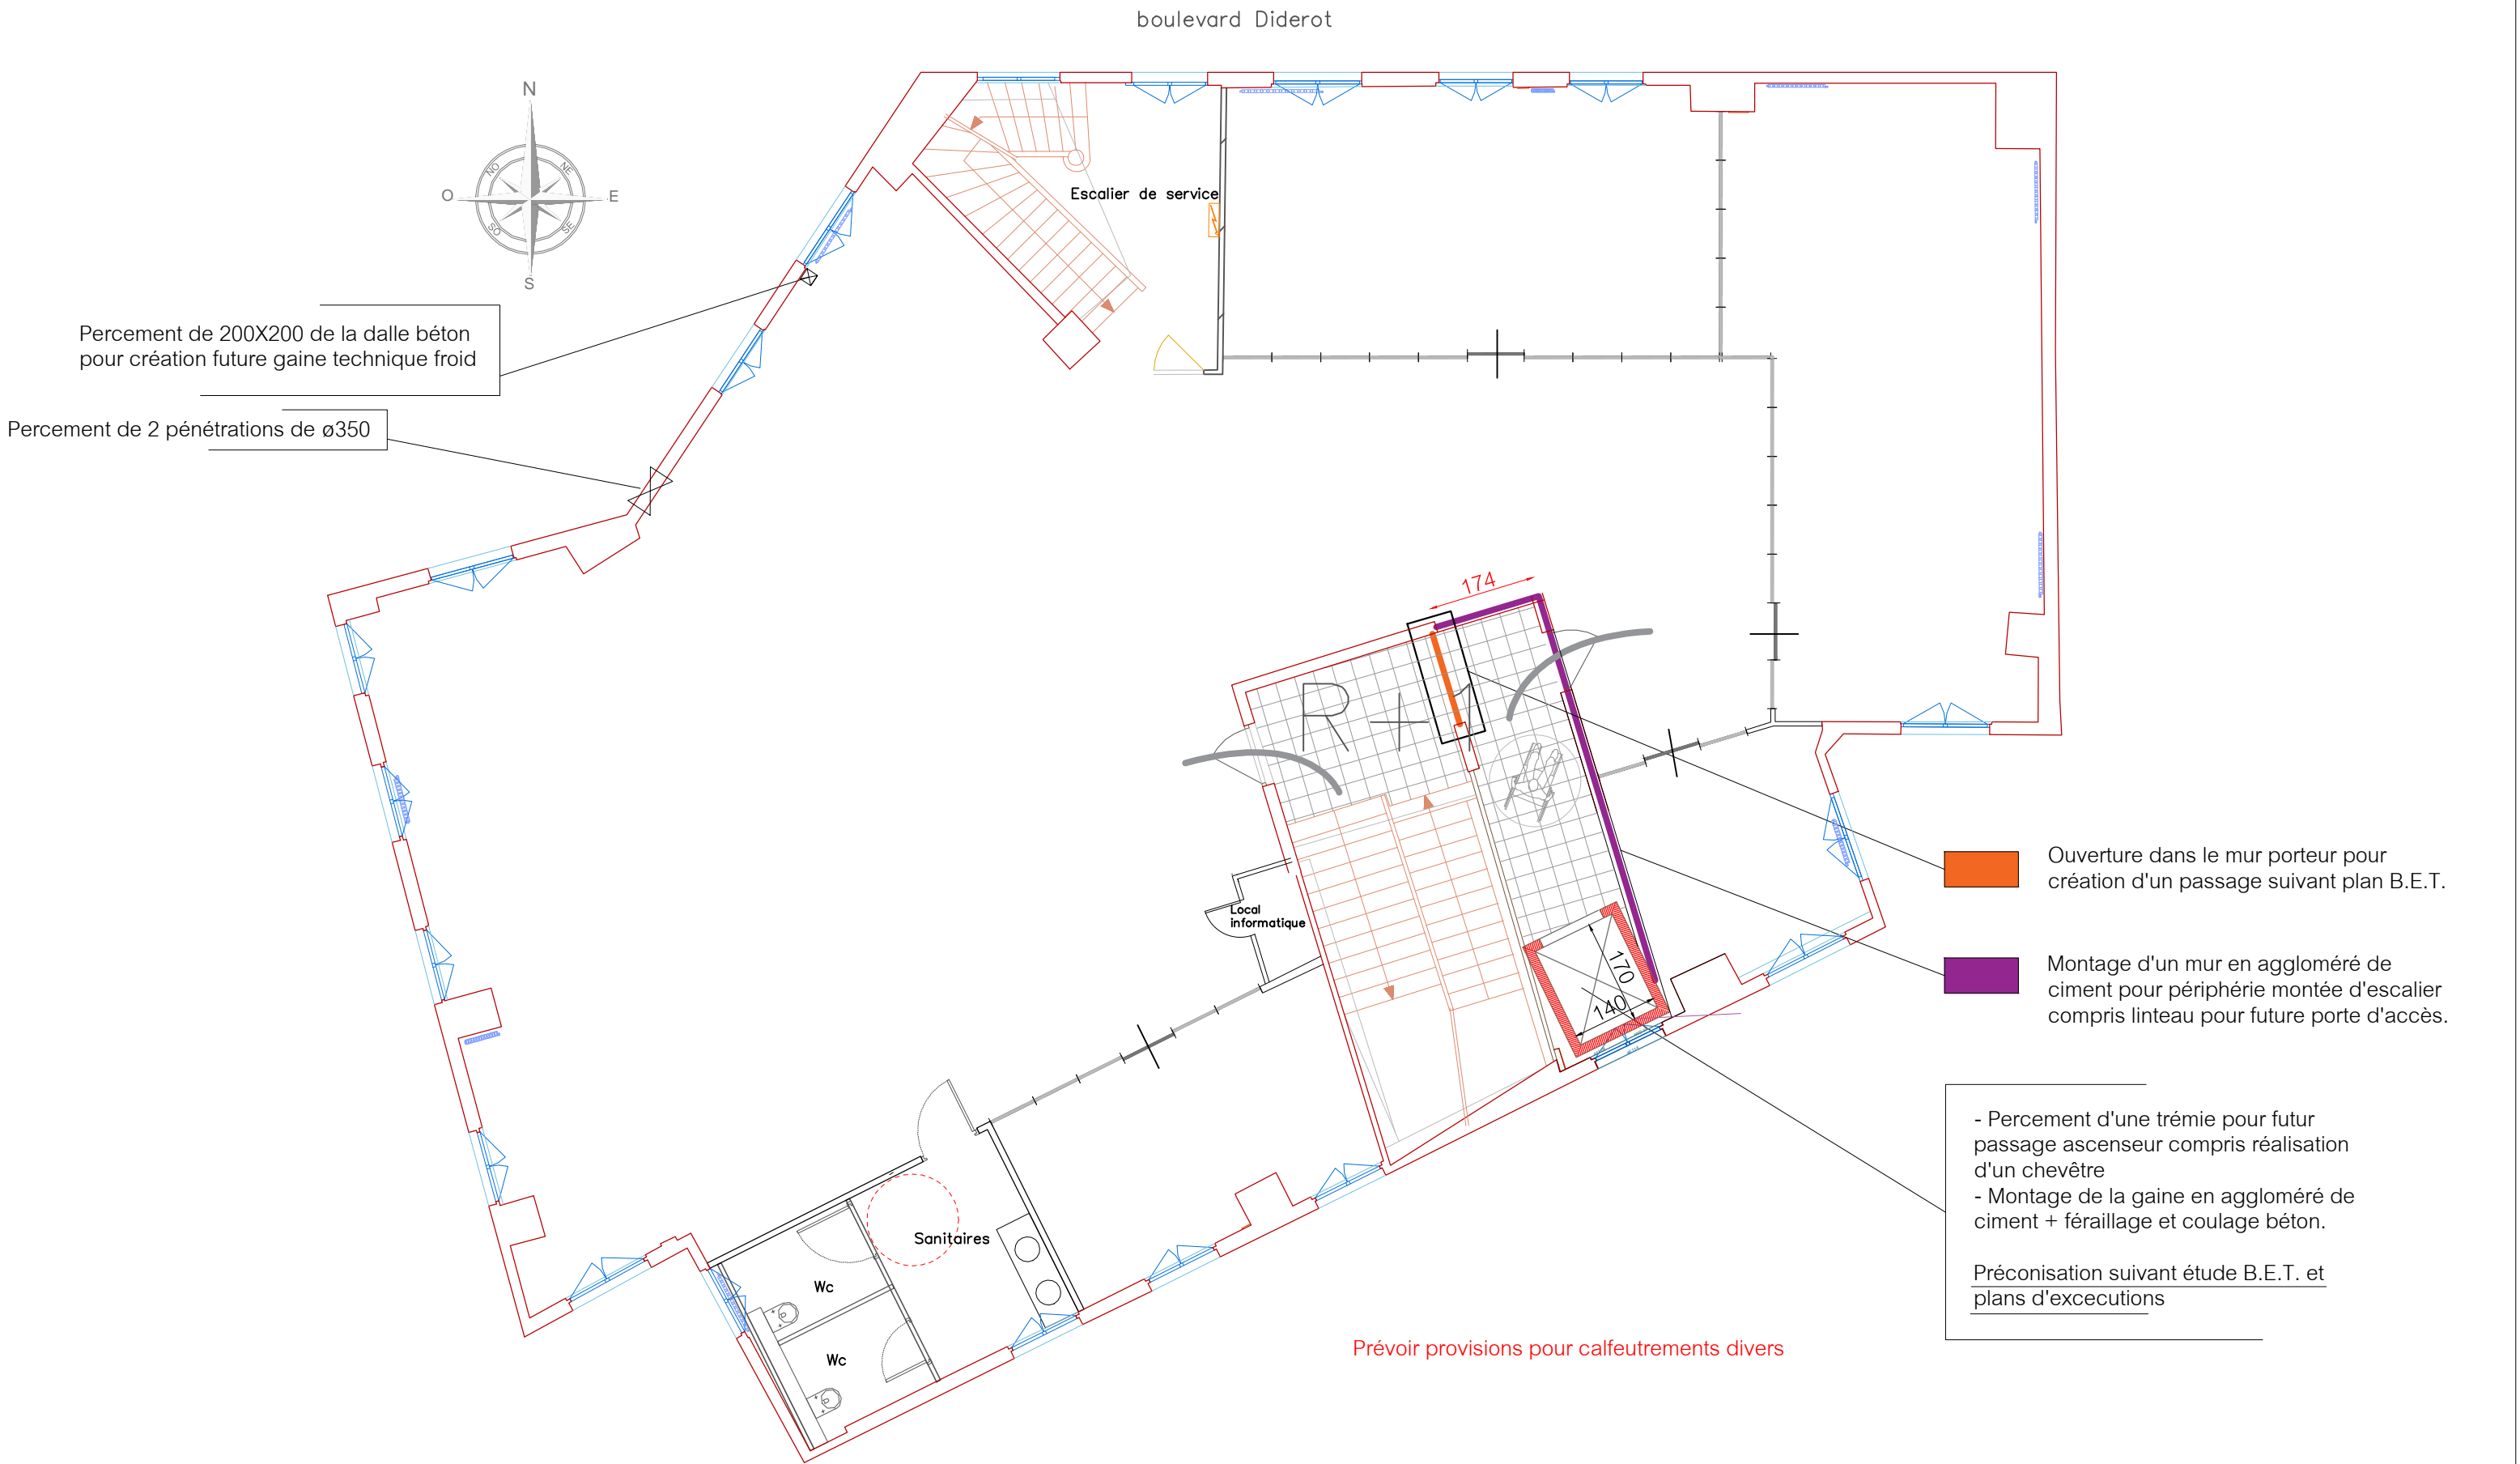 boulevard Diderot
N
NO
NE
O
E
SO
SE
S
Escalier de service
Percement de 200X200 de la dalle béton
pour création future gaine technique froid
Percement de 2 pénétrations de ø350
174
R+1
Ouverture dans le mur porteur pour
création d'un passage suivant plan B.E.T.
Local
informatique
Montage d'un mur en aggloméré de
ciment pour périphérie montée d'escalier
compris linteau pour future porte d'accès.
170
140
- Percement d'une trémie pour futur
passage ascenseur compris réalisation
d'un chevêtre
- Montage de la gaine en aggloméré de
ciment + féraillage et coulage béton.
Préconisation suivant étude B.E.T. et
plans d'excecutions
Sanitaires
Wc
Wc
Prévoir provisions pour calfeutrements divers